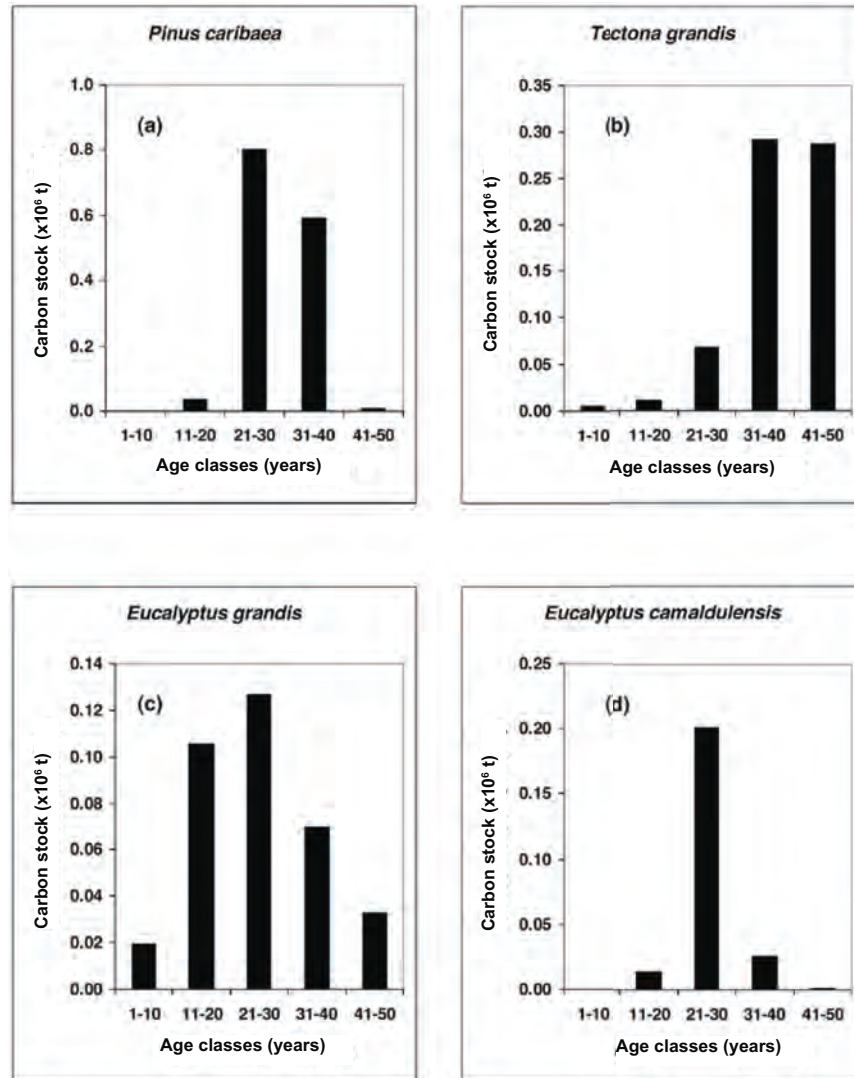 Pinus caribaea
(a)
Carbon stock (x10⁶ t)
1.0
0.8
0.6
0.4
0.2
0.0
1-10 11-20 21-30 31-40 41-50
Age classes (years)
Tectona grandis
(b)
Carbon stock (x10⁶ t)
0.35
0.30
0.25
0.20
0.15
0.10
0.05
0.00
1-10 11-20 21-30 31-40 41-50
Age classes (years)
Eucalyptus grandis
(c)
Carbon stock (x10⁶ t)
0.14
0.12
0.10
0.08
0.06
0.04
0.02
0.00
1-10 11-20 21-30 31-40 41-50
Age classes (years)
Eucalyptus camaldulensis
(d)
Carbon stock (x10⁶ t)
0.25
0.20
0.15
0.10
0.05
0.00
1-10 11-20 21-30 31-40 41-50
Age classes (years)